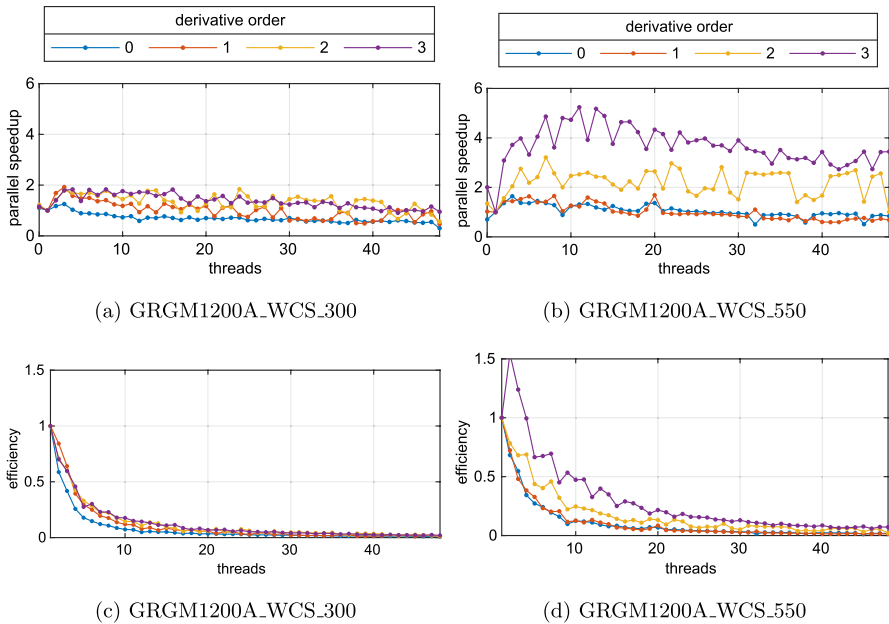 derivative order
0 1 2 3
6
4
2
0
parallel speedup
0 10 20 30 40
threads
(a) GRGM1200A_WCS_300
derivative order
0 1 2 3
6
4
2
0
parallel speedup
0 10 20 30 40
threads
(b) GRGM1200A_WCS_550
1.5
1
0.5
0
efficiency
10 20 30 40
threads
(c) GRGM1200A_WCS_300
1.5
1
0.5
0
efficiency
10 20 30 40
threads
(d) GRGM1200A_WCS_550